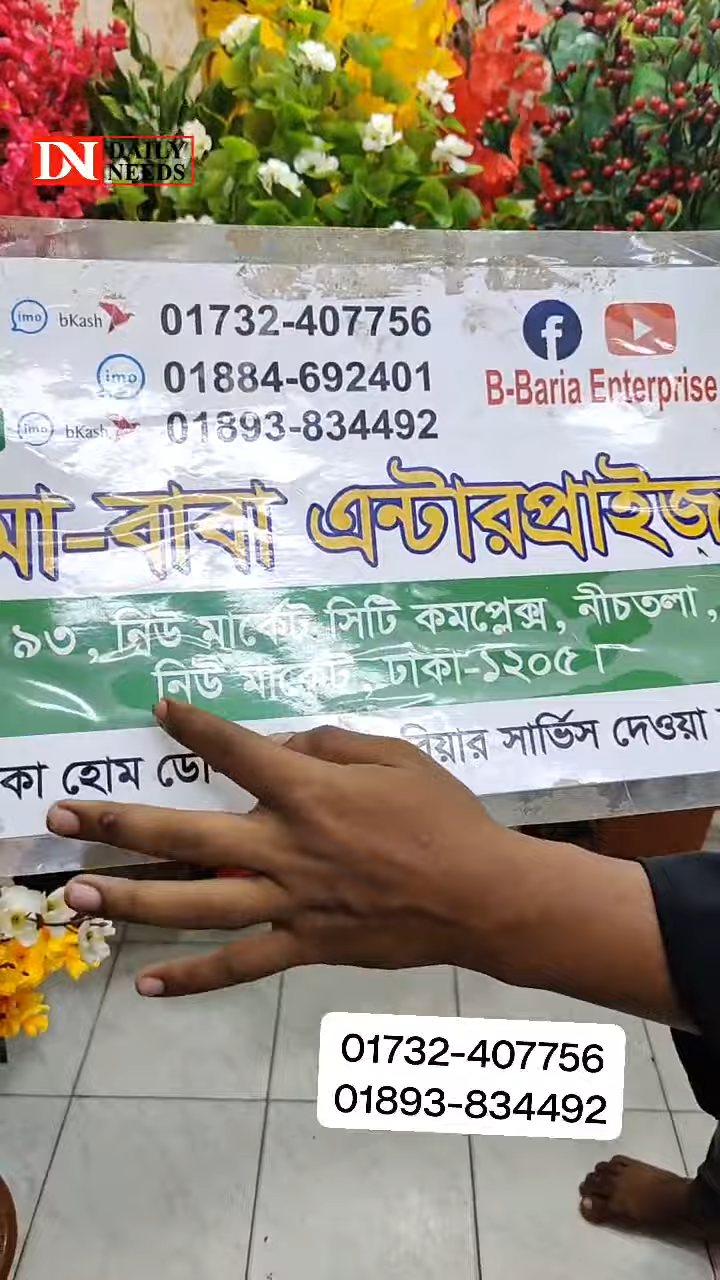 DN DAILY
NEEDS
imo bKash 01732-407756
imo 01884-692401
imo bKash 01893-834492
B-Baria Enterprise
মা-বাবা এন্টারপ্রাইজ
৯৩, নিউ মার্কেট সিটি কমপ্লেক্স, নীচতলা,
নিউ মার্কেট, ঢাকা-১২০৫।
কা হোম ডে সার্ভিস দেওয়া
01732-407756
01893-834492